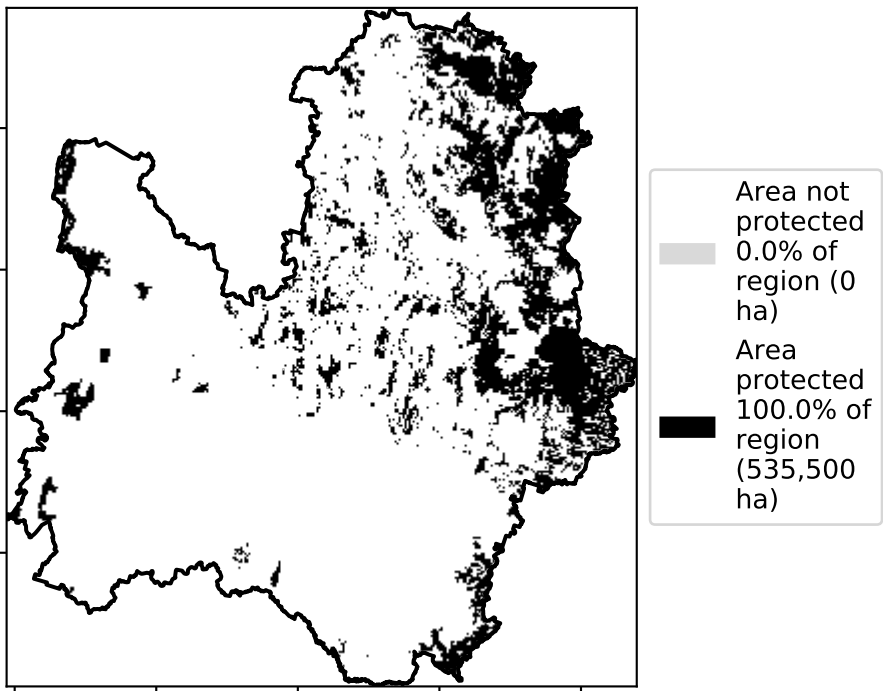 Area not
protected
0.0% of
region (0
ha)
Area
protected
100.0% of
region
(535,500
ha)